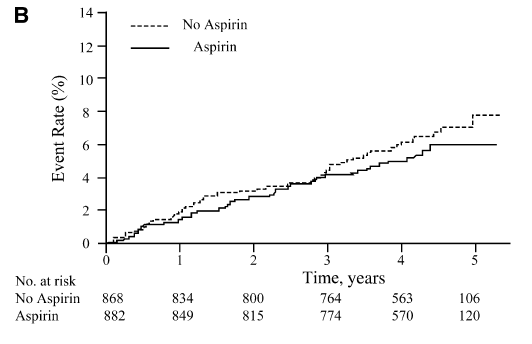 B
14
No Aspirin
12
Aspirin
10
8
6
4
2
0
Event Rate (%)
0 1 2 3 4 5
Time, years
No. at risk
No Aspirin 868 834 800 764 563 106
Aspirin 882 849 815 774 570 120